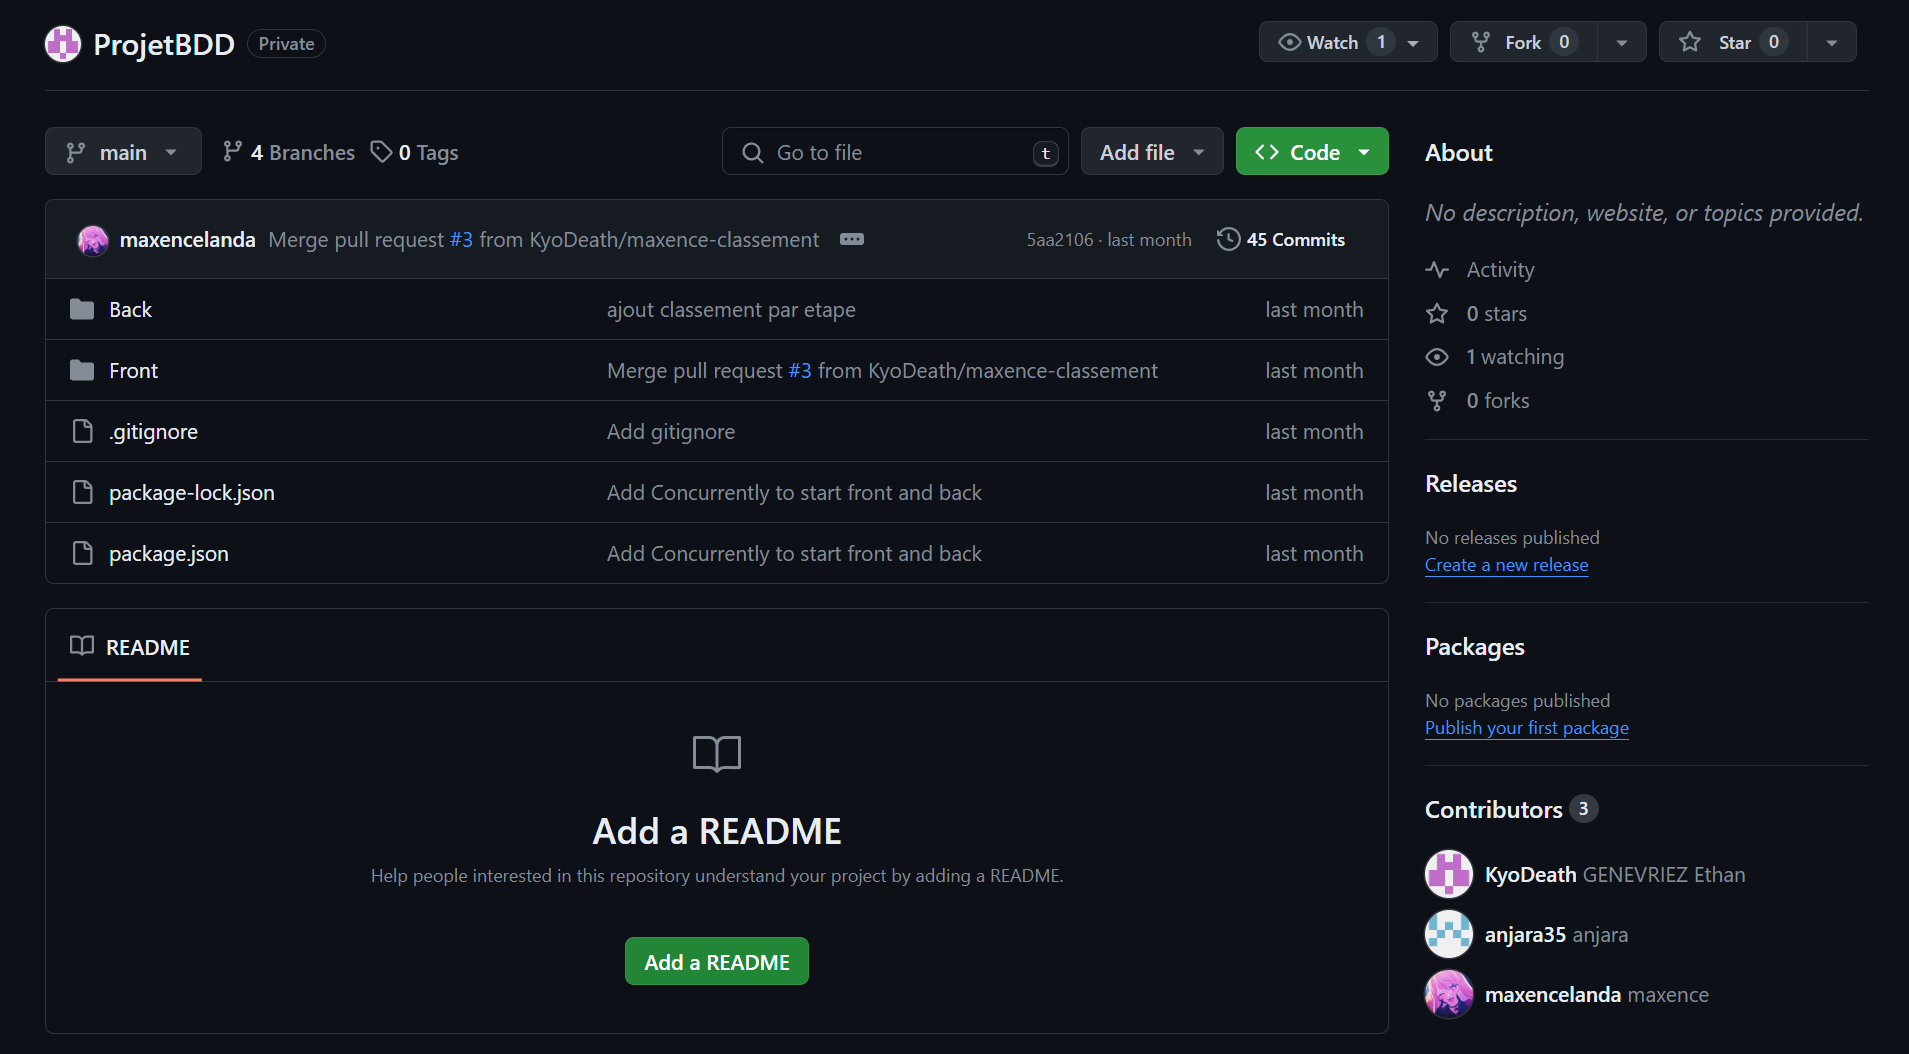 ProjetBDD Private Watch 1 Fork 0 Star 0
main 4 Branches 0 Tags Go to file t Add file Code
maxencelanda Merge pull request #3 from KyoDeath/maxence-classement 5aa2106 · last month 45 Commits
Back ajout classement par etape last month
Front Merge pull request #3 from KyoDeath/maxence-classement last month
.gitignore Add gitignore last month
package-lock.json Add Concurrently to start front and back last month
package.json Add Concurrently to start front and back last month
README
Add a README
Help people interested in this repository understand your project by adding a README.
Add a README
About
No description, website, or topics provided.
Activity
0 stars
1 watching
0 forks
Releases
No releases published
Create a new release
Packages
No packages published
Publish your first package
Contributors 3
KyoDeath GENEVRIEZ Ethan
anjara35 anjara
maxencelanda maxence